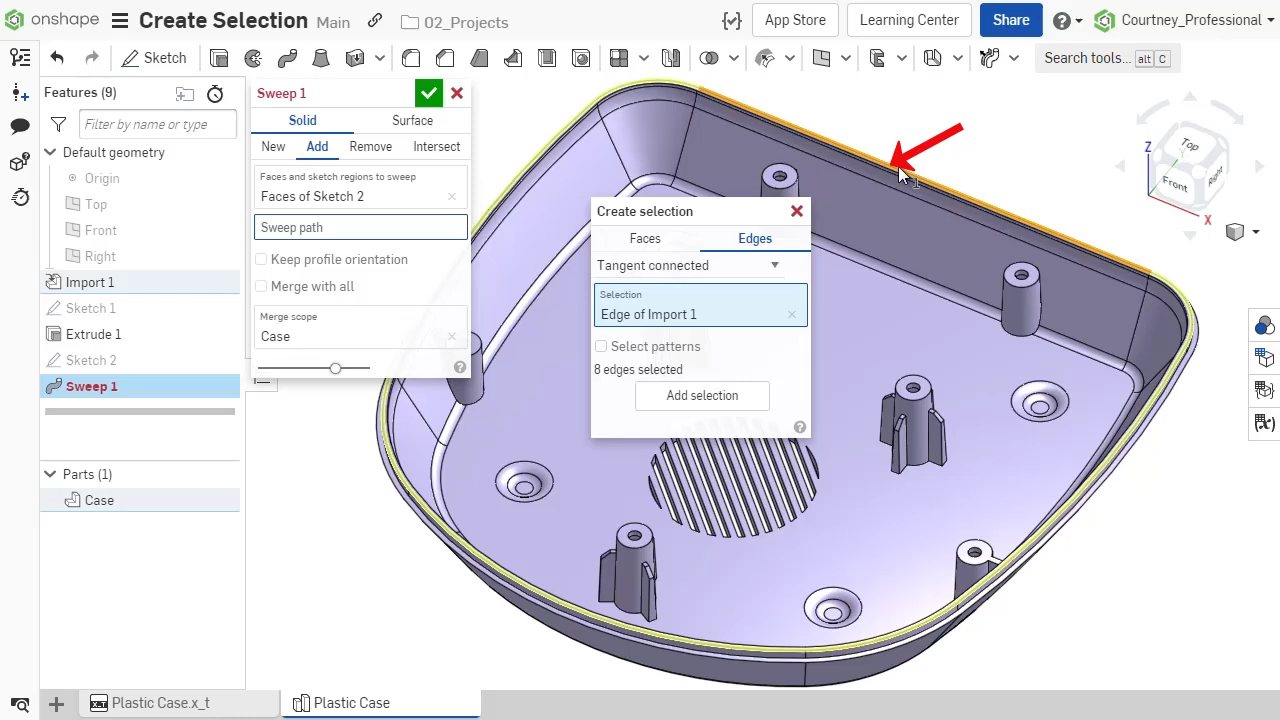 onshape
Create Selection
Main
02_Projects
App Store
Learning Center
Share
Courtney_Professional
Sketch
Search tools...
alt
C
Features (9)
Filter by name or type
Default geometry
Origin
Top
Front
Right
Import 1
Sketch 1
Extrude 1
Sketch 2
Sweep 1
Parts (1)
Case
Sweep 1
Solid
Surface
New
Add
Remove
Intersect
Faces and sketch regions to sweep
Faces of Sketch 2
Sweep path
Keep profile orientation
Merge with all
Merge scope
Case
Create selection
Faces
Edges
Tangent connected
Selection
Edge of Import 1
Select patterns
8 edges selected
Add selection
1
Z
Top
Front
Right
X
Plastic Case.x_t
Plastic Case